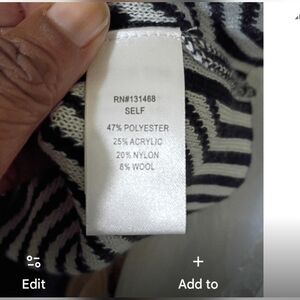 RN#131468
SELF
47% POLYESTER
25% ACRYLIC
20% NYLON
8% WOOL
Edit
Add to